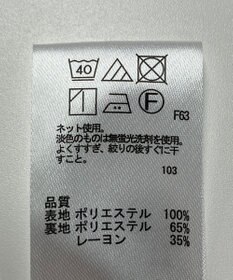 40
F
F63
ネット使用。
淡色のものは無蛍光洗剤を使用。
よくすすぎ、絞りの後すぐに干
すこと。
103
品質
表地 ポリエステル 100%
裏地 ポリエステル 65%
レーヨン 35%